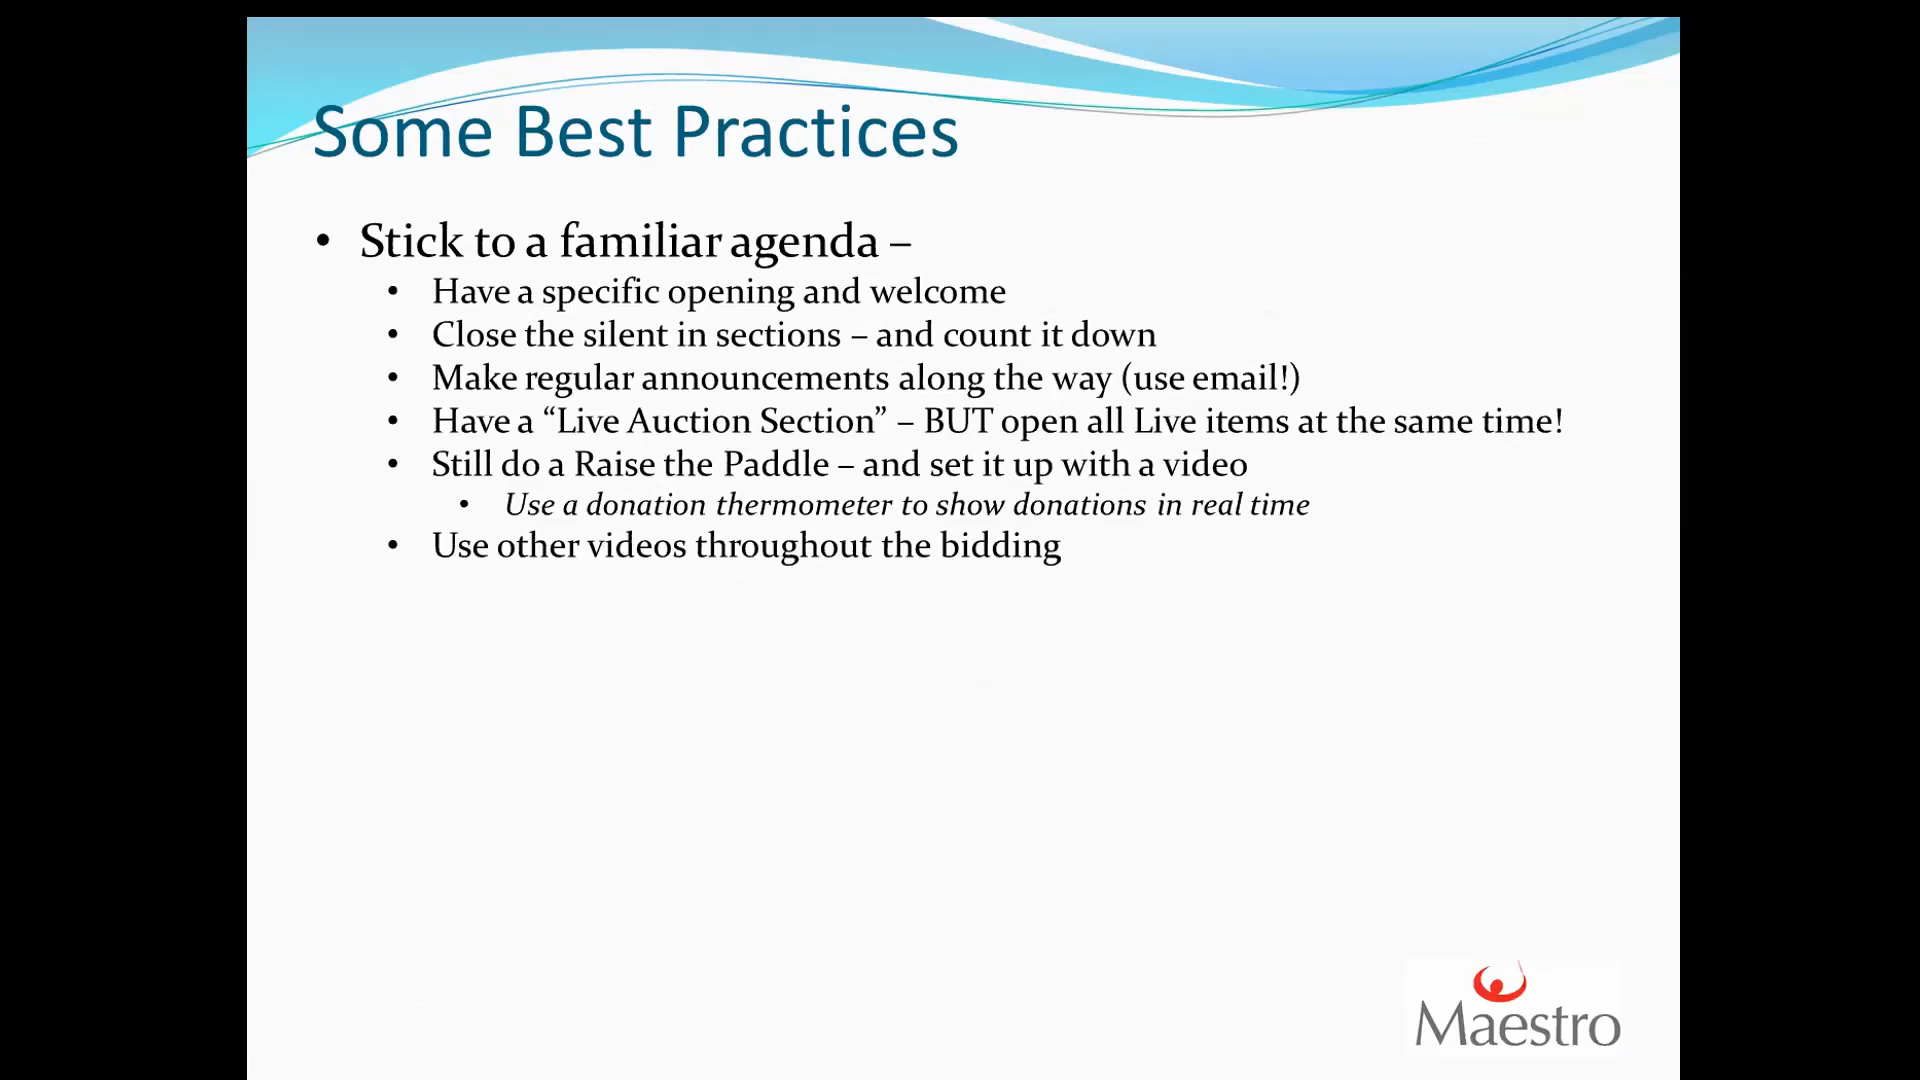 Some Best Practices
• Stick to a familiar agenda –
• Have a specific opening and welcome
• Close the silent in sections – and count it down
• Make regular announcements along the way (use email!)
• Have a “Live Auction Section” – BUT open all Live items at the same time!
• Still do a Raise the Paddle – and set it up with a video
• Use a donation thermometer to show donations in real time
• Use other videos throughout the bidding
Maestro